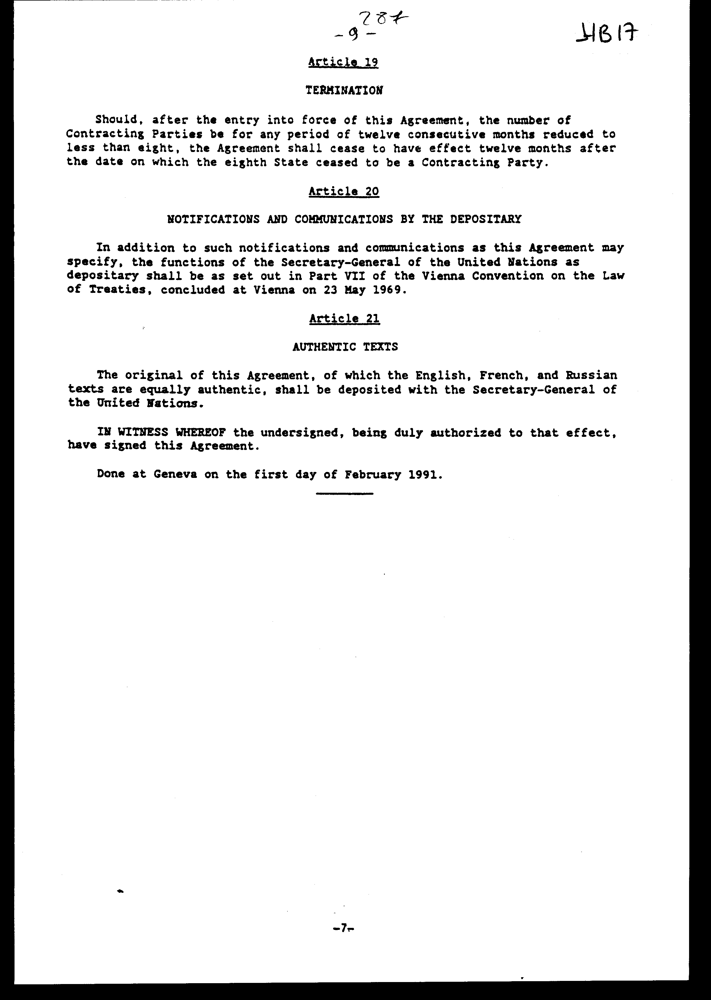 287
- 9 -
HB 17
Article 19
TERMINATION
Should, after the entry into force of this Agreement, the number of
Contracting Parties be for any period of twelve consecutive months reduced to
less than eight, the Agreement shall cease to have effect twelve months after
the date on which the eighth State ceased to be a Contracting Party.
Article 20
NOTIFICATIONS AND COMMUNICATIONS BY THE DEPOSITARY
In addition to such notifications and communications as this Agreement may
specify, the functions of the Secretary-General of the United Nations as
depositary shall be as set out in Part VII of the Vienna Convention on the Law
of Treaties, concluded at Vienna on 23 May 1969.
Article 21
AUTHENTIC TEXTS
The original of this Agreement, of which the English, French, and Russian
texts are equally authentic, shall be deposited with the Secretary-General of
the United Nations.
IN WITNESS WHEREOF the undersigned, being duly authorized to that effect,
have signed this Agreement.
Done at Geneva on the first day of February 1991.
-7-